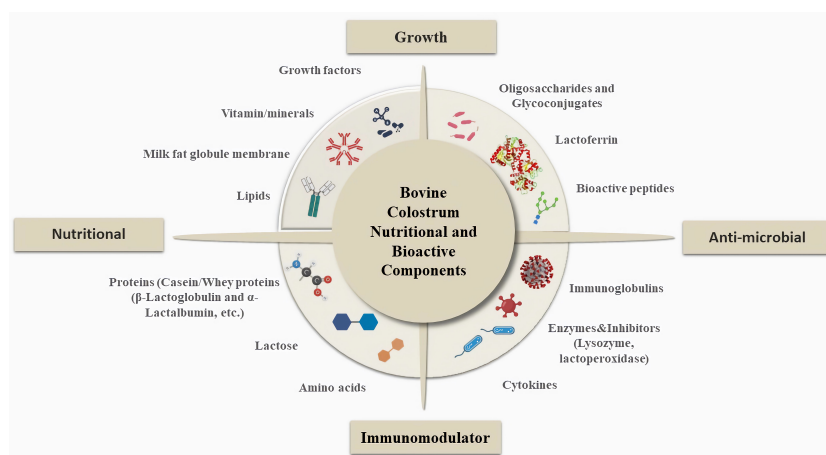 Growth
Growth factors
Vitamin/minerals
Milk fat globule membrane
Lipids
Oligosaccharides and
Glycoconjugates
Lactoferrin
Bioactive peptides
Bovine
Colostrum
Nutritional and
Bioactive
Components
Nutritional
Anti-microbial
Proteins (Casein/Whey proteins
(β-Lactoglobulin and α-
Lactalbumin, etc.)
Lactose
Amino acids
Immunoglubulins
Enzymes&Inhibitors
(Lysozyme,
lactoperoxidase)
Cytokines
Immunomodulator